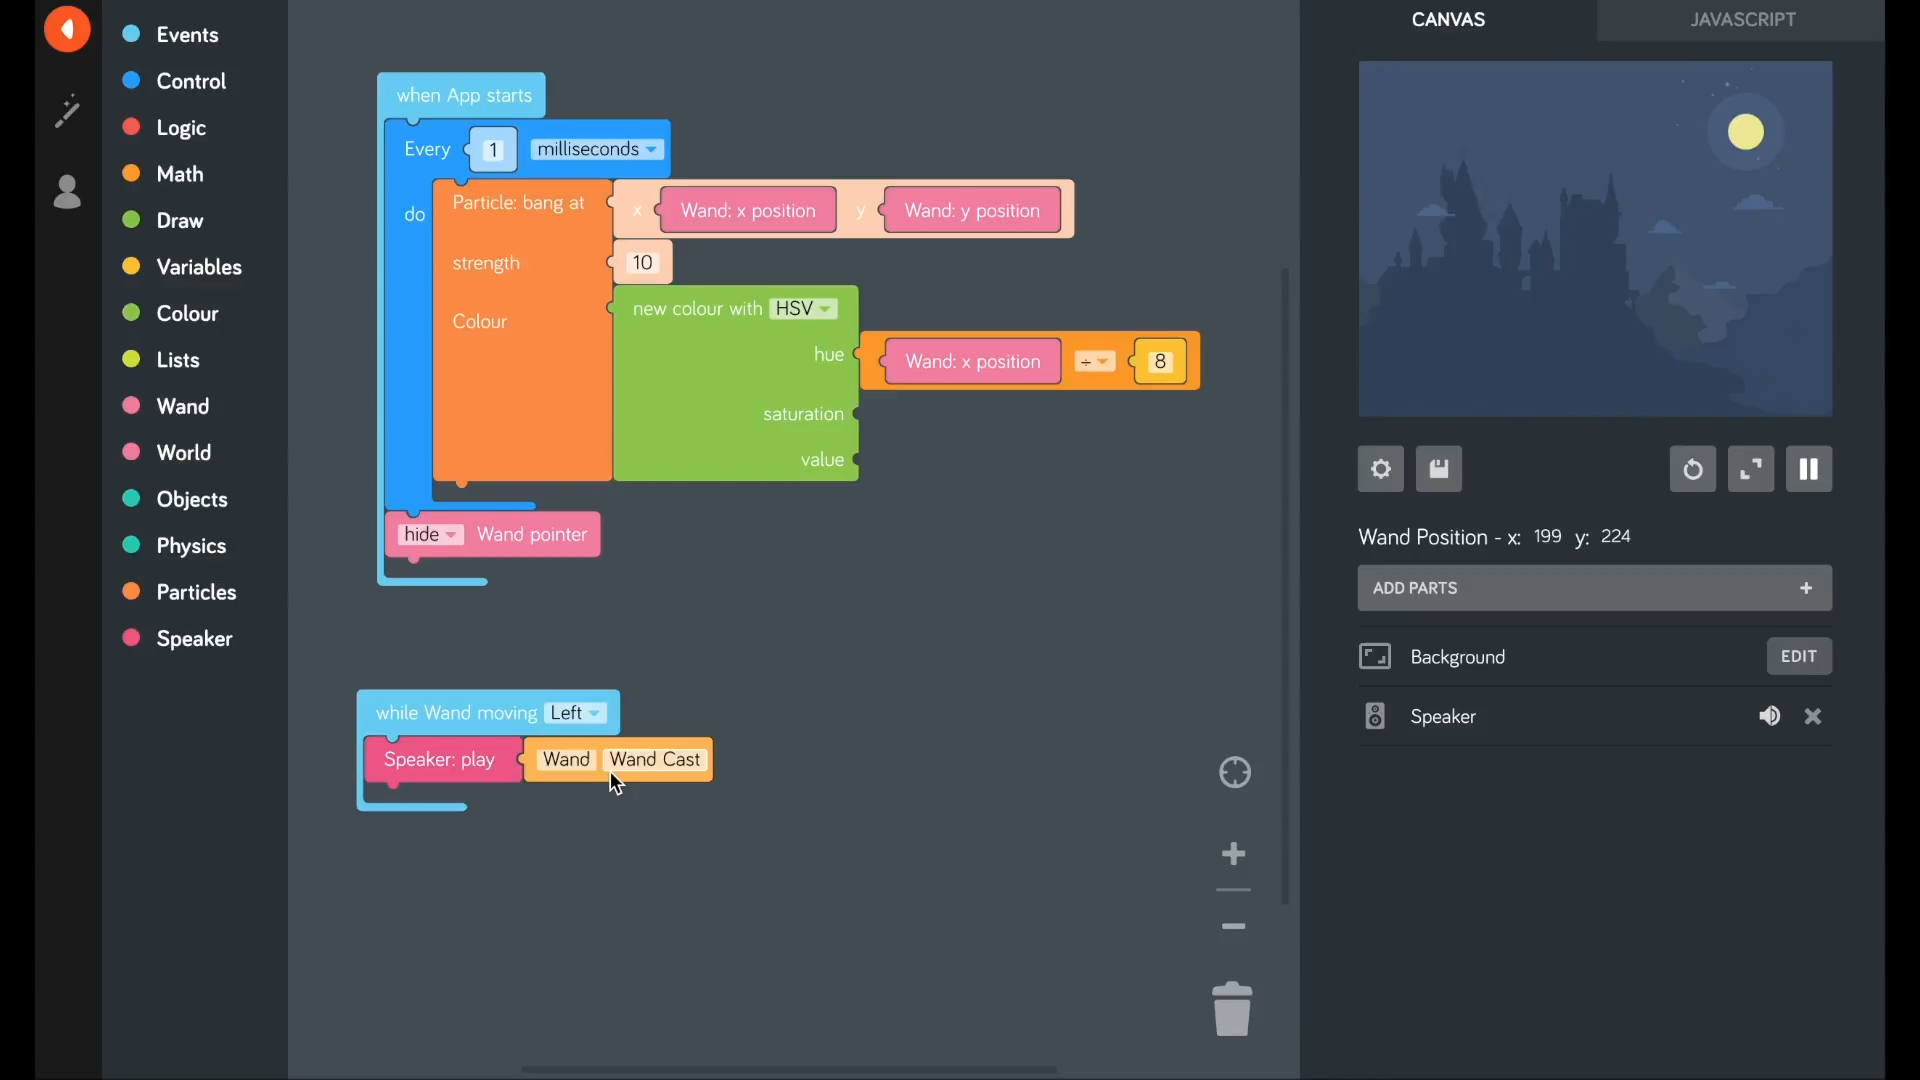 Events
Control
Logic
Math
Draw
Variables
Colour
Lists
Wand
World
Objects
Physics
Particles
Speaker
when App starts
Every 1 milliseconds
do
Particle: bang at x Wand: x position y Wand: y position
strength 10
Colour new colour with HSV
hue Wand: x position ÷ 8
saturation
value
hide Wand pointer
while Wand moving Left
Speaker: play Wand Wand Cast
CANVAS JAVASCRIPT
Wand Position - x: 199 y: 224
ADD PARTS +
Background EDIT
Speaker